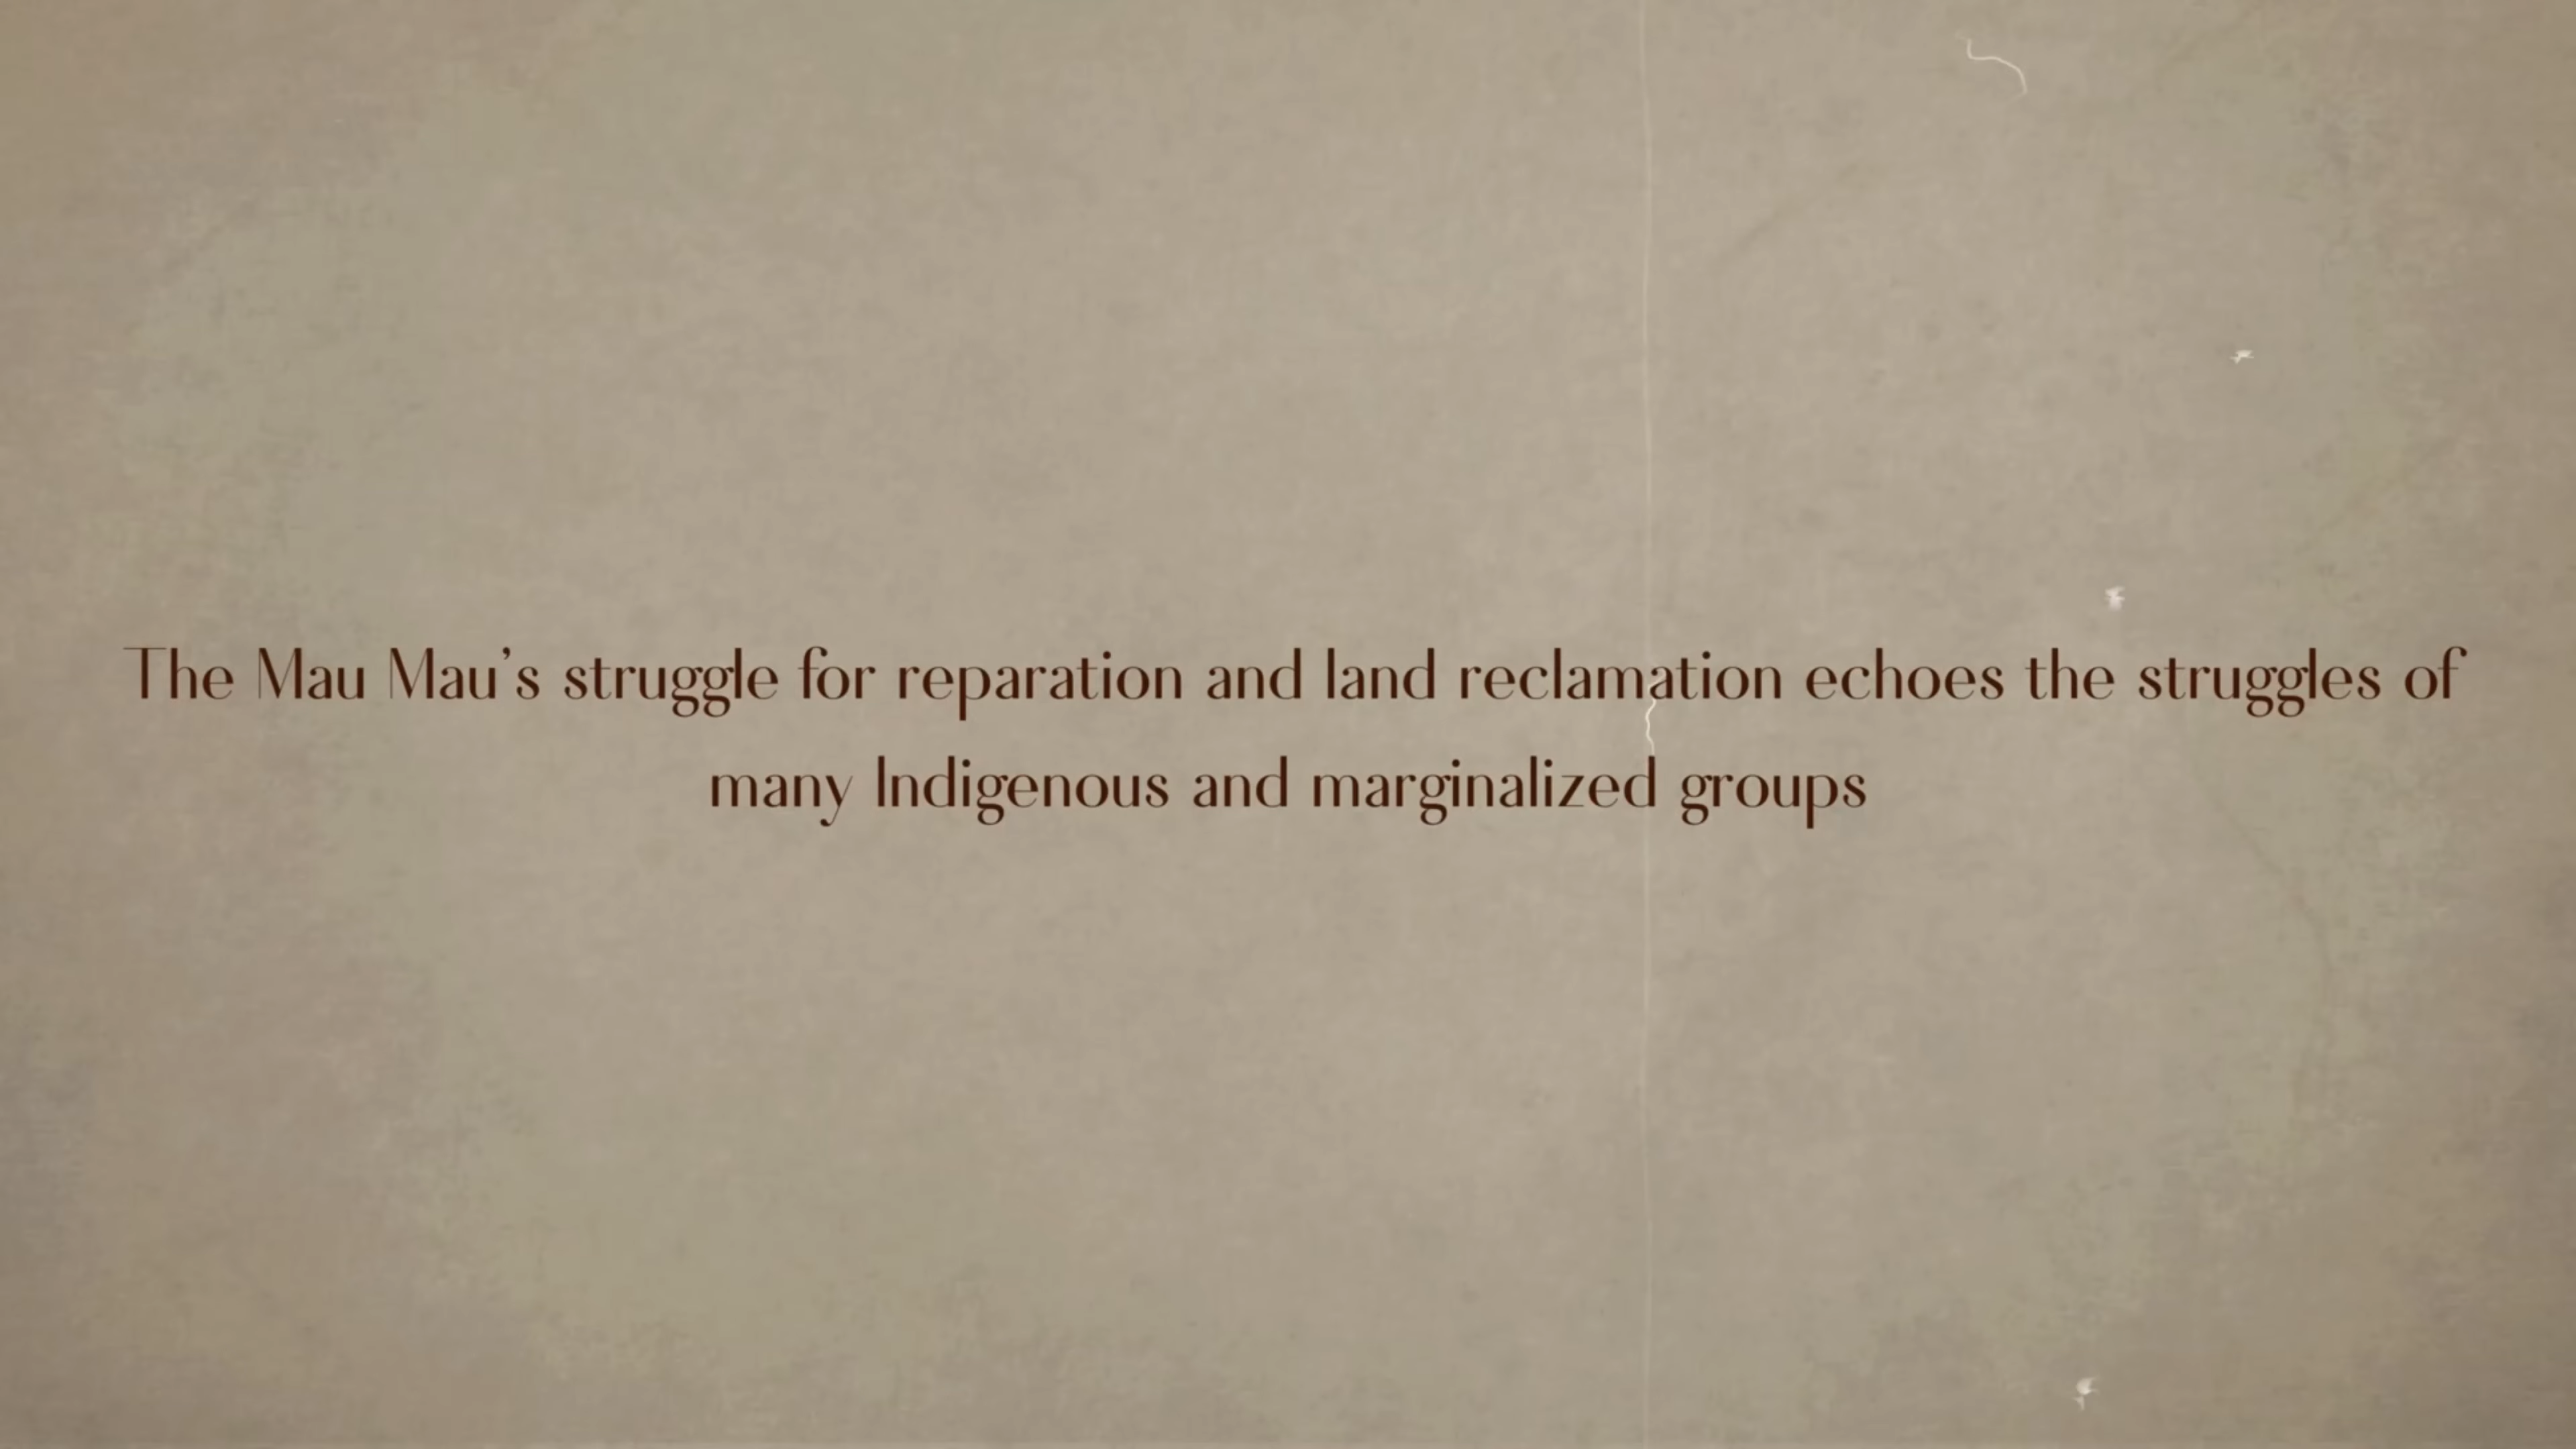 The Mau Mau’s struggle for reparation and land reclamation echoes the struggles of
many Indigenous and marginalized groups